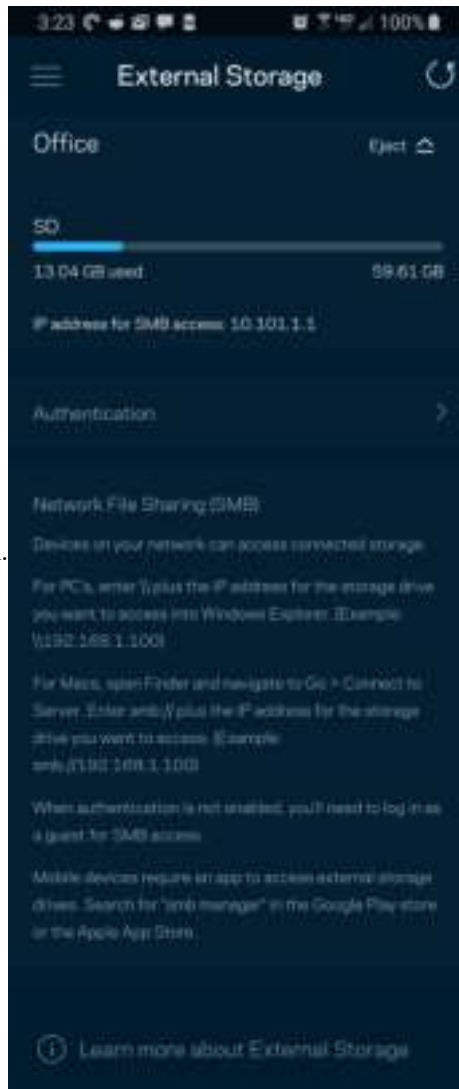 3:23
100%
External Storage
Office
Eject
SD
13.04 GB used
59.61 GB
IP address for SMB access: 10.101.1.1
Authentication
Network File Sharing (SMB)
Devices on your network can access connected storage.
For PC's, enter \\ plus the IP address for the storage drive
you want to access into Windows Explorer. (Example:
\\192.168.1.100)
For Macs, open Finder and navigate to Go > Connect to
Server. Enter smb:// plus the IP address for the storage
drive you want to access. (Example:
smb://192.168.1.100)
When authentication is not enabled, you'll need to log in as
a guest for SMB access.
Mobile devices require an app to access external storage
drives. Search for "smb manager" in the Google Play store
or the Apple App Store.
Learn more about External Storage